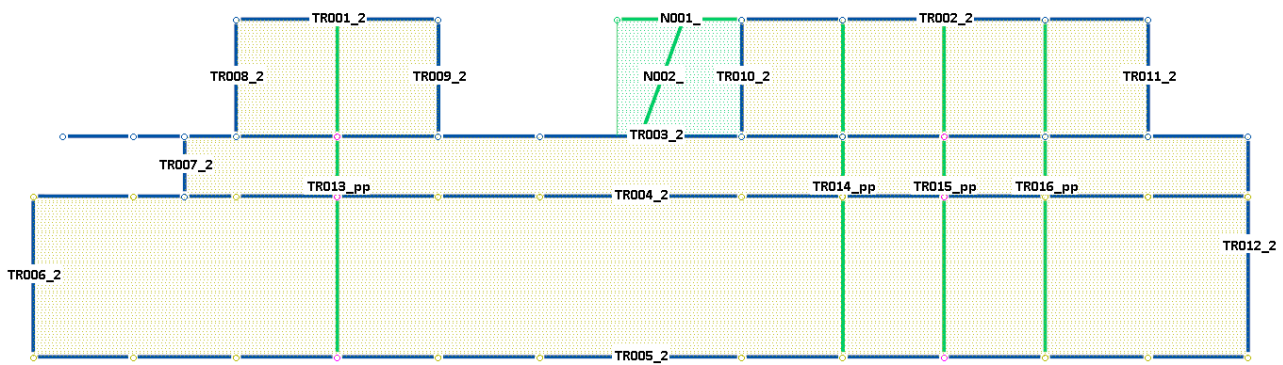 TR001_2
N001_
TR002_2
TR008_2
TR009_2
N002_
TR010_2
TR011_2
TR003_2
TR007_2
TR013_pp
TR004_2
TR014_pp
TR015_pp
TR016_pp
TR012_2
TR006_2
TR005_2